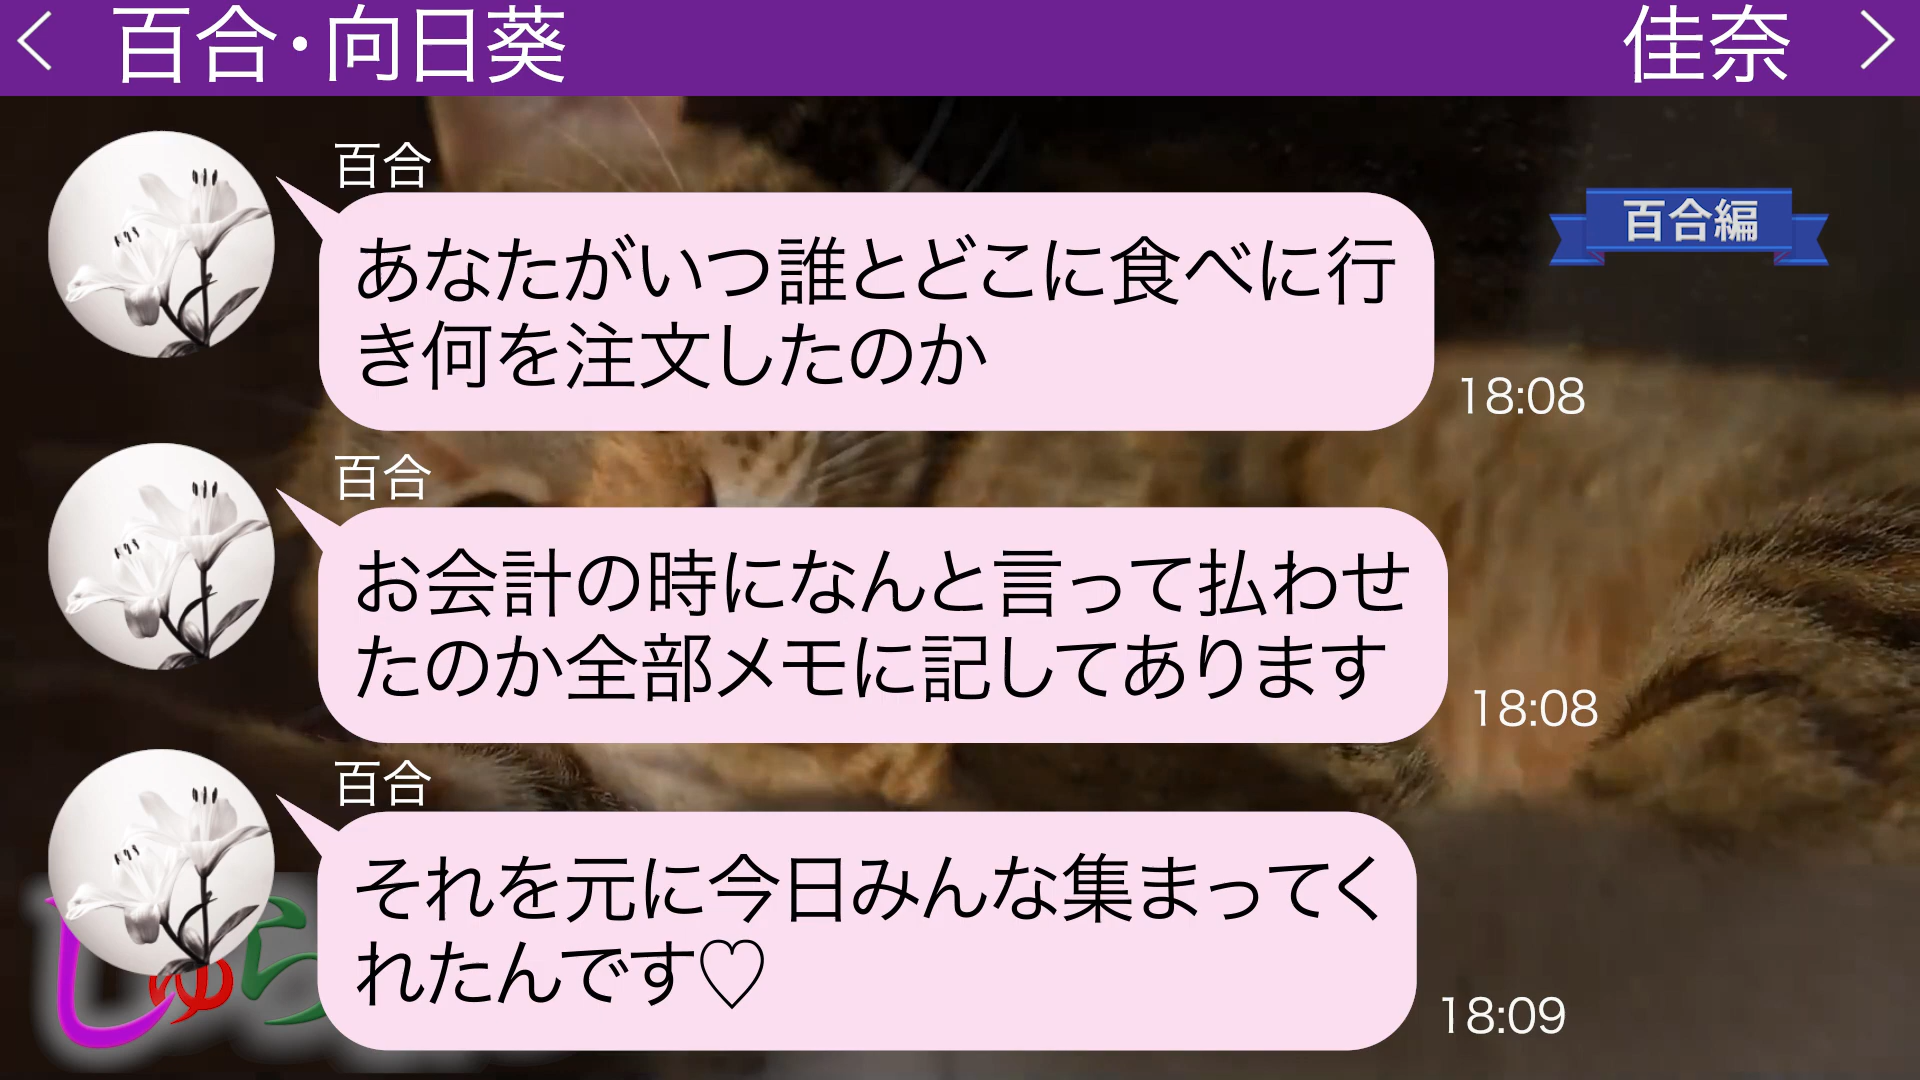 百合・向日葵
佳奈
百合編
百合
あなたがいつ誰とどこに食べに行
き何を注文したのか
18:08
百合
お会計の時になんと言って払わせ
たのか全部メモに記してあります
18:08
百合
それを元に今日みんな集まってく
れたんです♡
18:09
しゅら